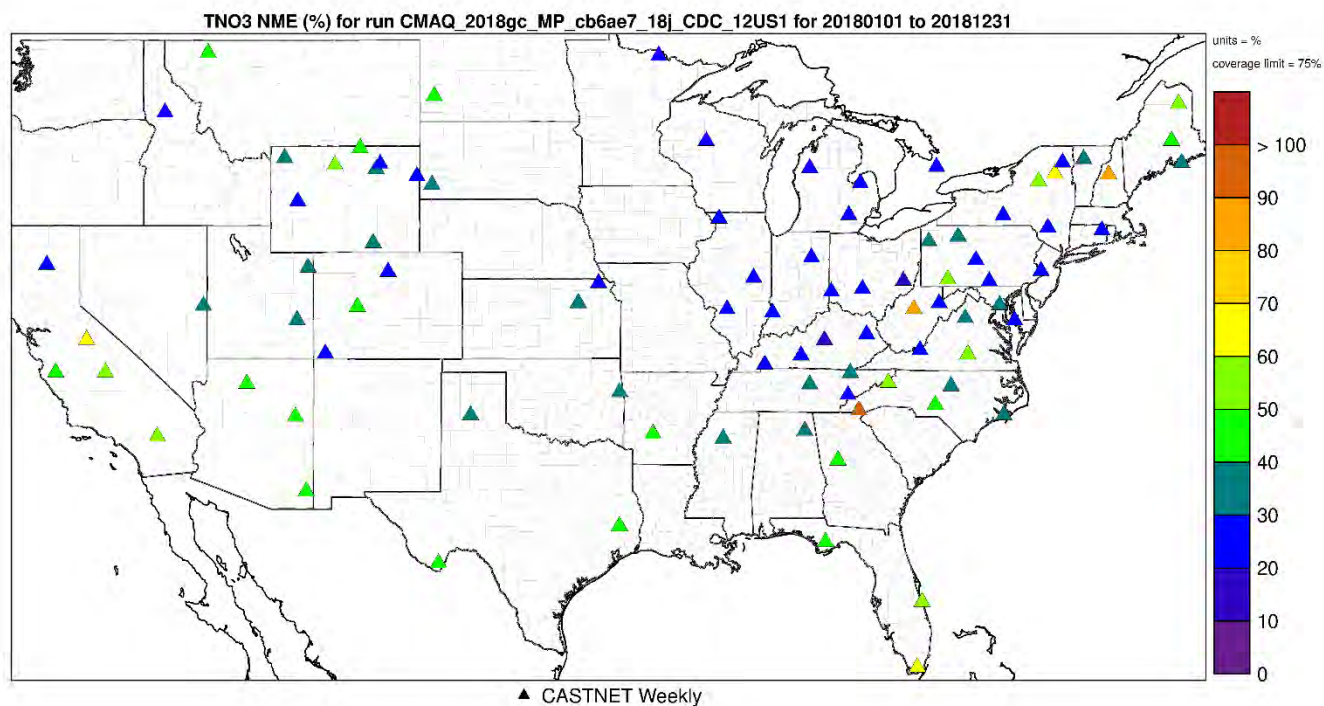 TNO3 NME (%) for run CMAQ_2018gc_MP_cb6ae7_18j_CDC_12US1 for 20180101 to 20181231
units = %
coverage limit = 75%
> 100
90
80
70
60
50
40
30
20
10
0
CASTNET Weekly